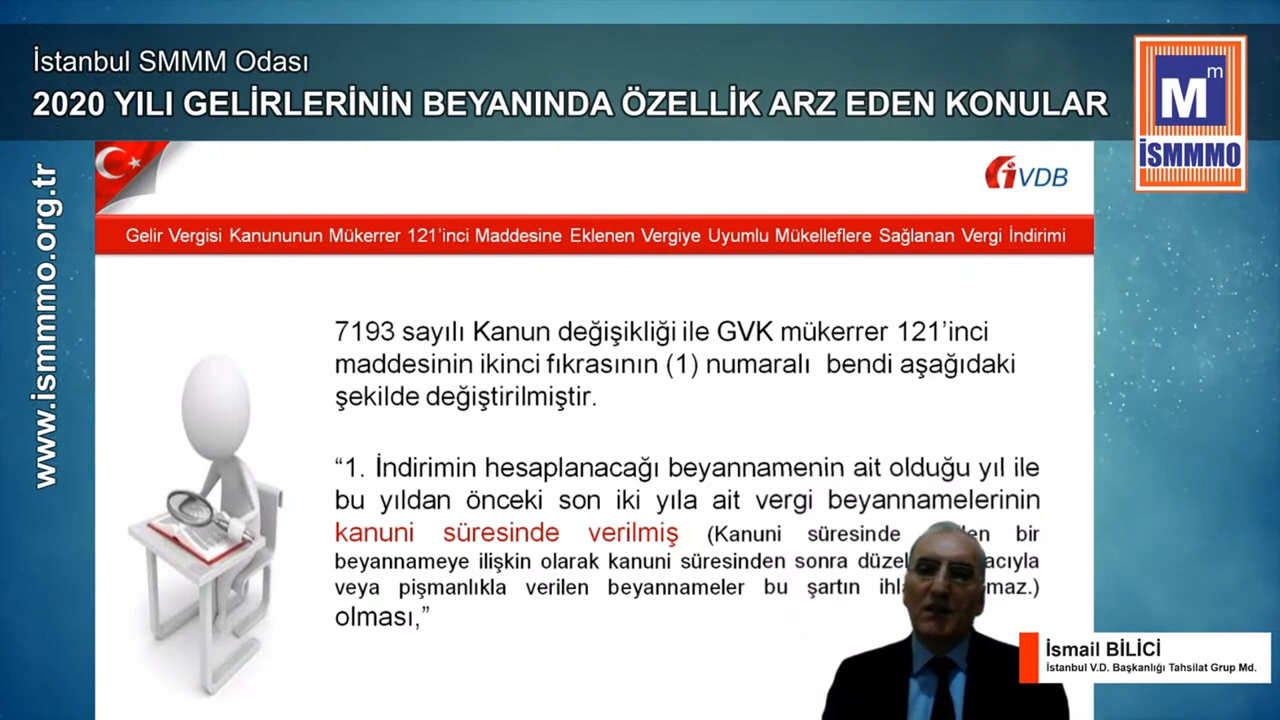 İstanbul SMMM Odası
2020 YILI GELİRLERİNİN BEYANINDA ÖZELLİK ARZ EDEN KONULAR
Mm
İSMMMO
www.ismmmo.org.tr
iVDB
Gelir Vergisi Kanununun Mükerrer 121’inci Maddesine Eklenen Vergiye Uyumlu Mükelleflere Sağlanan Vergi İndirimi
7193 sayılı Kanun değişikliği ile GVK mükerrer 121’inci
maddesinin ikinci fıkrasının (1) numaralı bendi aşağıdaki
şekilde değiştirilmiştir.
“1. İndirimin hesaplanacağı beyannamenin ait olduğu yıl ile
bu yıldan önceki son iki yıla ait vergi beyannamelerinin
kanuni süresinde verilmiş (Kanuni süresinde bir
beyannameye ilişkin olarak kanuni süresinden sonra
veya pişmanlıkla verilen beyannameler bu şartın
olması,”
İsmail BİLİCİ
İstanbul V.D. Başkanlığı Tahsilat Grup Md.